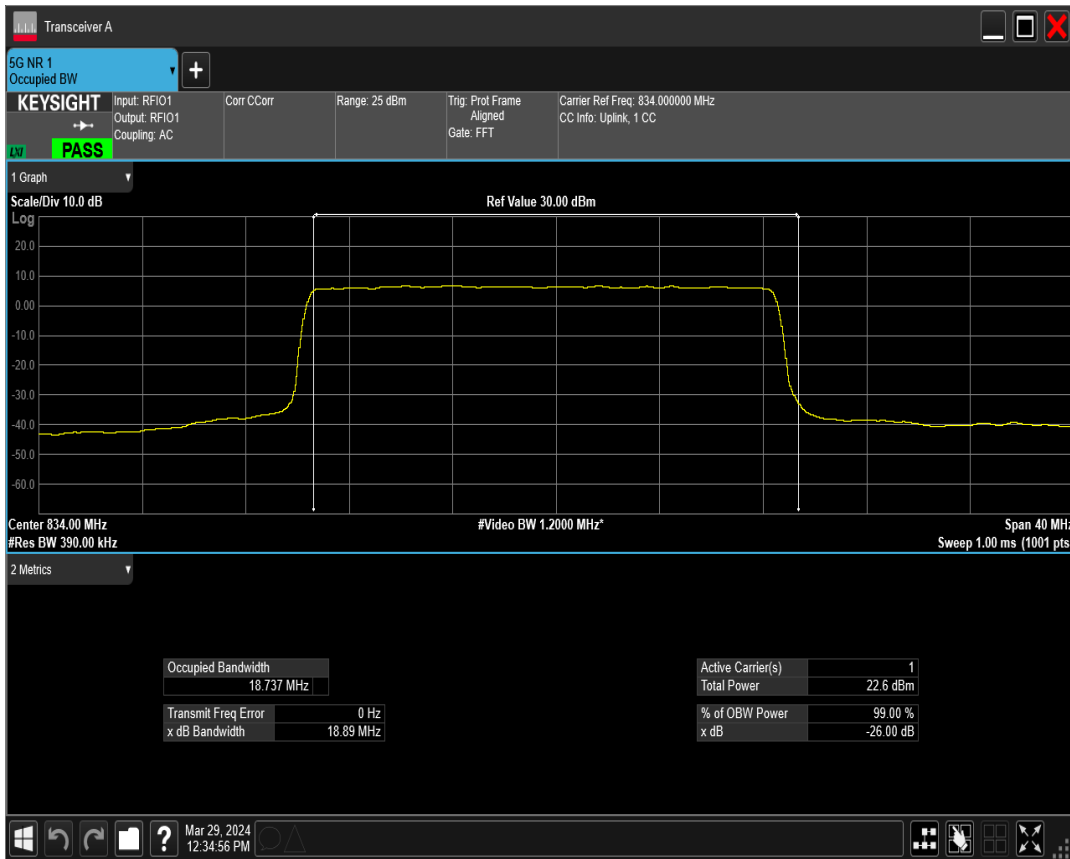 Transceiver A
5G NR 1
Occupied BW
KEYSIGHT
LXI
PASS
Input: RFIO1
Output: RFIO1
Coupling: AC
Corr CCorr
Range: 25 dBm
Trig: Prot Frame
Aligned
Gate: FFT
Carrier Ref Freq: 834.000000 MHz
CC Info: Uplink, 1 CC
1 Graph
Scale/Div 10.0 dB
Ref Value 30.00 dBm
Log
20.0
10.0
0.00
-10.0
-20.0
-30.0
-40.0
-50.0
-60.0
Center 834.00 MHz
#Video BW 1.2000 MHz*
Span 40 MHz
#Res BW 390.00 kHz
Sweep 1.00 ms (1001 pts
2 Metrics
Occupied Bandwidth
18.737 MHz
Transmit Freq Error 0 Hz
x dB Bandwidth 18.89 MHz
Active Carrier(s) 1
Total Power 22.6 dBm
% of OBW Power 99.00 %
x dB -26.00 dB
?
Mar 29, 2024
12:34:56 PM